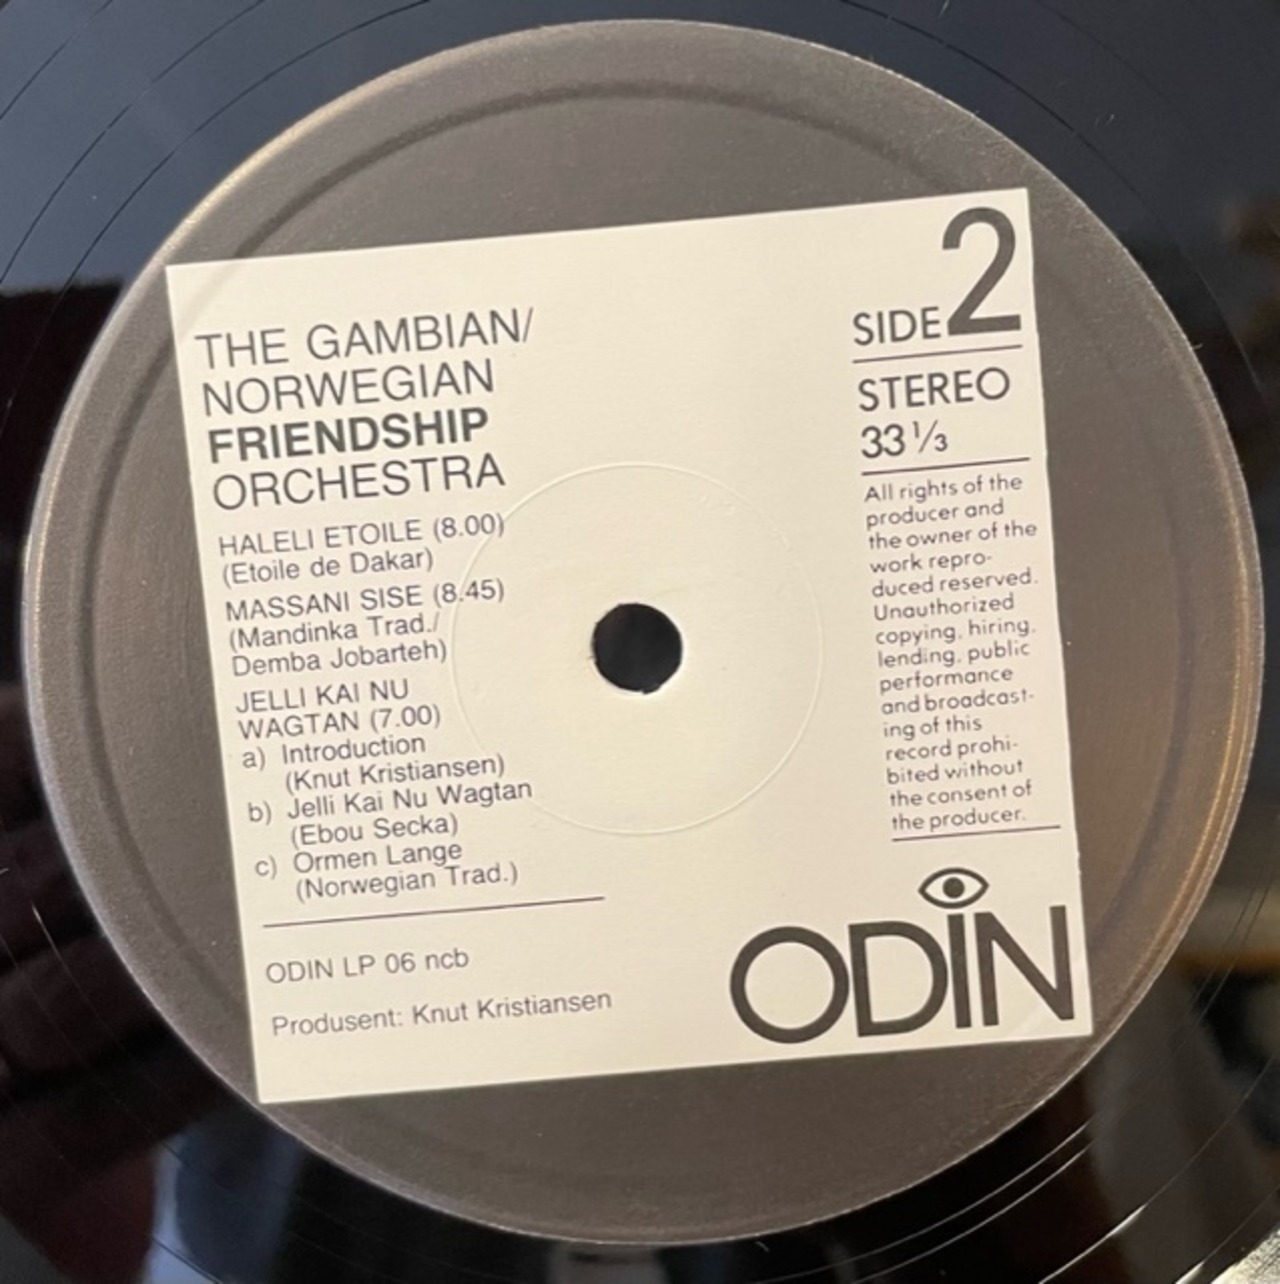 THE GAMBIAN/
NORWEGIAN
FRIENDSHIP
ORCHESTRA
HALELI ETOILE (8.00)
(Etoile de Dakar)
MASSANI SISE (8.45)
(Mandinka Trad./
Demba Jobarteh)
JELLI KAI NU
WAGTAN (7.00)
a) Introduction
(Knut Kristiansen)
b) Jelli Kai Nu Wagtan
(Ebou Secka)
c) Ormen Lange
(Norwegian Trad.)
ODIN LP 06 ncb
Produsent: Knut Kristiansen
SIDE 2
STEREO
33 1/3
All rights of the
producer and
the owner of the
work repro-
duced reserved.
Unauthorized
copying, hiring,
lending, public
performance
and broadcast-
ing of this
record prohi-
bited without
the consent of
the producer.
ODIN